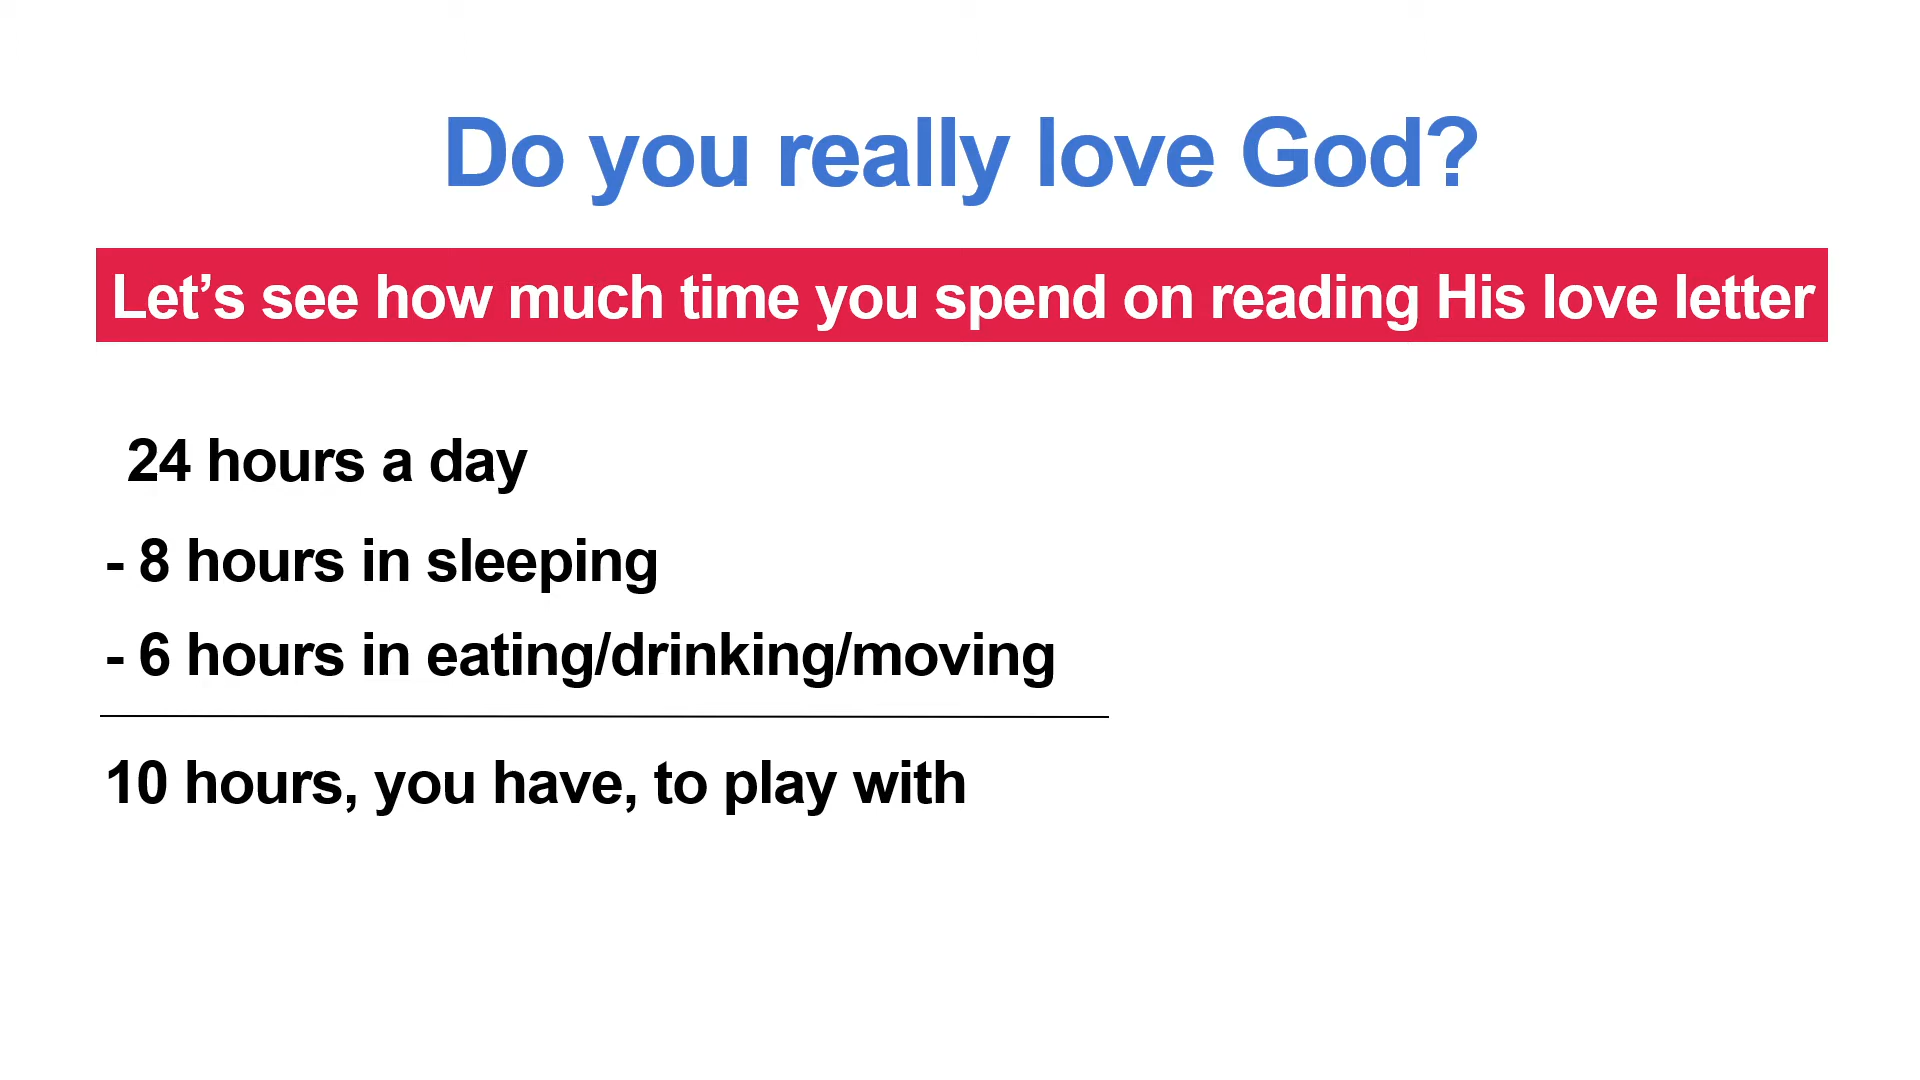 Do you really love God?
Let’s see how much time you spend on reading His love letter
24 hours a day
- 8 hours in sleeping
- 6 hours in eating/drinking/moving
10 hours, you have, to play with